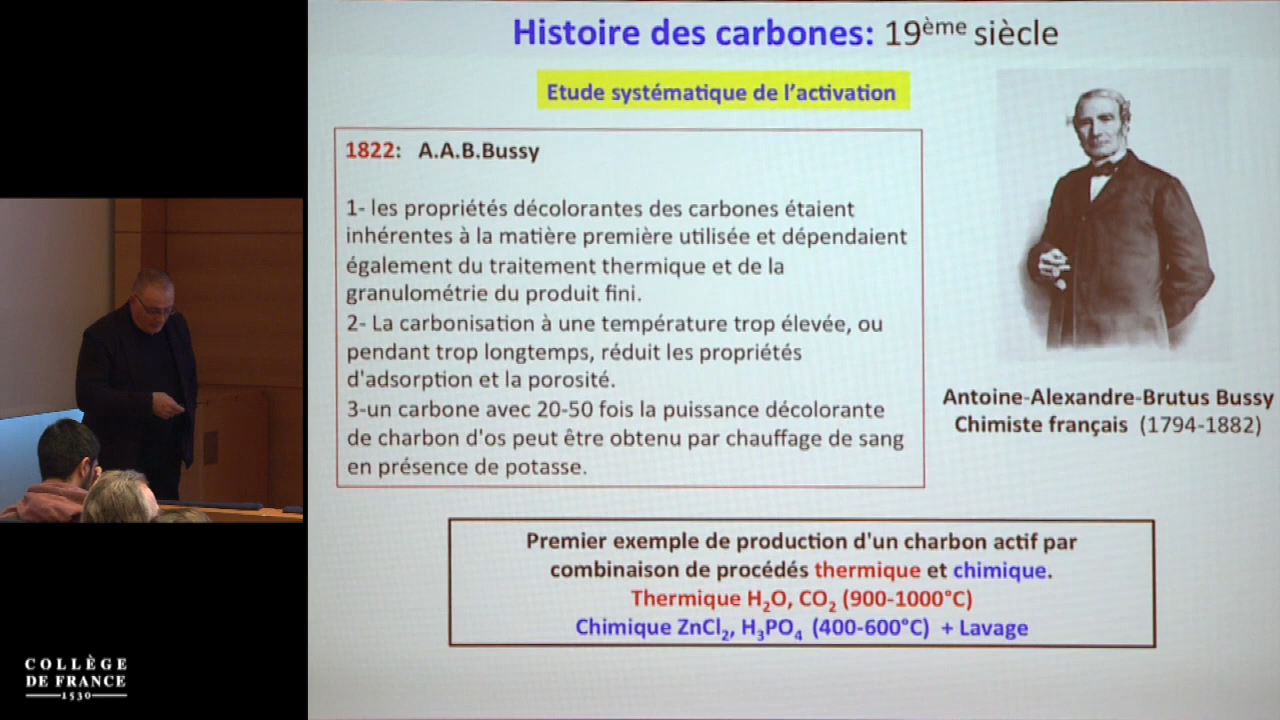 Histoire des carbones: 19ème siècle
Etude systématique de l'activation
1822: A.A.B.Bussy
1- les propriétés décolorantes des carbones étaient
inhérentes à la matière première utilisée et dépendaient
également du traitement thermique et de la
granulométrie du produit fini.
2- La carbonisation à une température trop élevée, ou
pendant trop longtemps, réduit les propriétés
d'adsorption et la porosité.
3-un carbone avec 20-50 fois la puissance décolorante
de charbon d'os peut être obtenu par chauffage de sang
en présence de potasse.
Antoine-Alexandre-Brutus Bussy
Chimiste français (1794-1882)
Premier exemple de production d'un charbon actif par
combinaison de procédés thermique et chimique.
Thermique H₂O, CO₂ (900-1000°C)
Chimique ZnCl₂, H₃PO₄ (400-600°C) + Lavage
COLLÈGE
DE FRANCE
1530